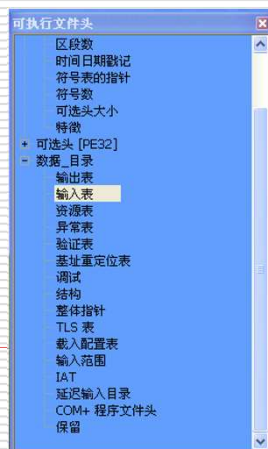 可执行文件头
区段数
时间日期戳记
符号表的指针
符号数
可选头大小
特徵
可选头 [PE32]
数据_目录
输出表
输入表
资源表
异常表
验证表
基址重定位表
调试
结构
整体指针
TLS 表
载入配置表
输入范围
IAT
延迟输入目录
COM+ 程序文件头
保留